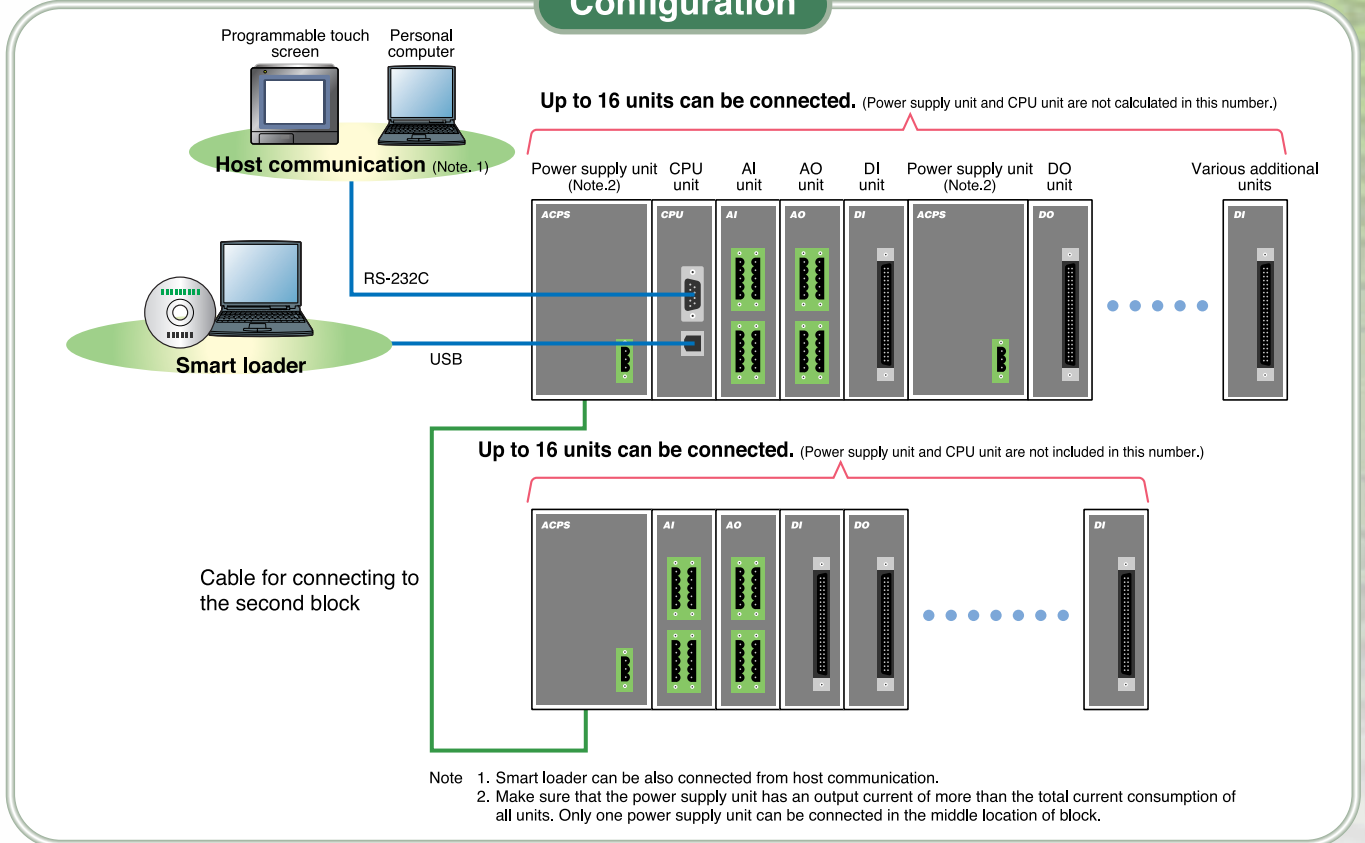 Configuration
Programmable touch
screen
Personal
computer
Host communication (Note. 1)
Up to 16 units can be connected. (Power supply unit and CPU unit are not calculated in this number.)
Power supply unit
(Note.2)
CPU
unit
AI
unit
AO
unit
DI
unit
Power supply unit
(Note.2)
DO
unit
Various additional
units
ACPS
CPU
AI
AO
DI
ACPS
DO
DI
RS-232C
Smart loader
USB
Up to 16 units can be connected. (Power supply unit and CPU unit are not included in this number.)
ACPS
AI
AO
DI
DO
DI
Cable for connecting to
the second block
Note 1. Smart loader can be also connected from host communication.
2. Make sure that the power supply unit has an output current of more than the total current consumption of
all units. Only one power supply unit can be connected in the middle location of block.